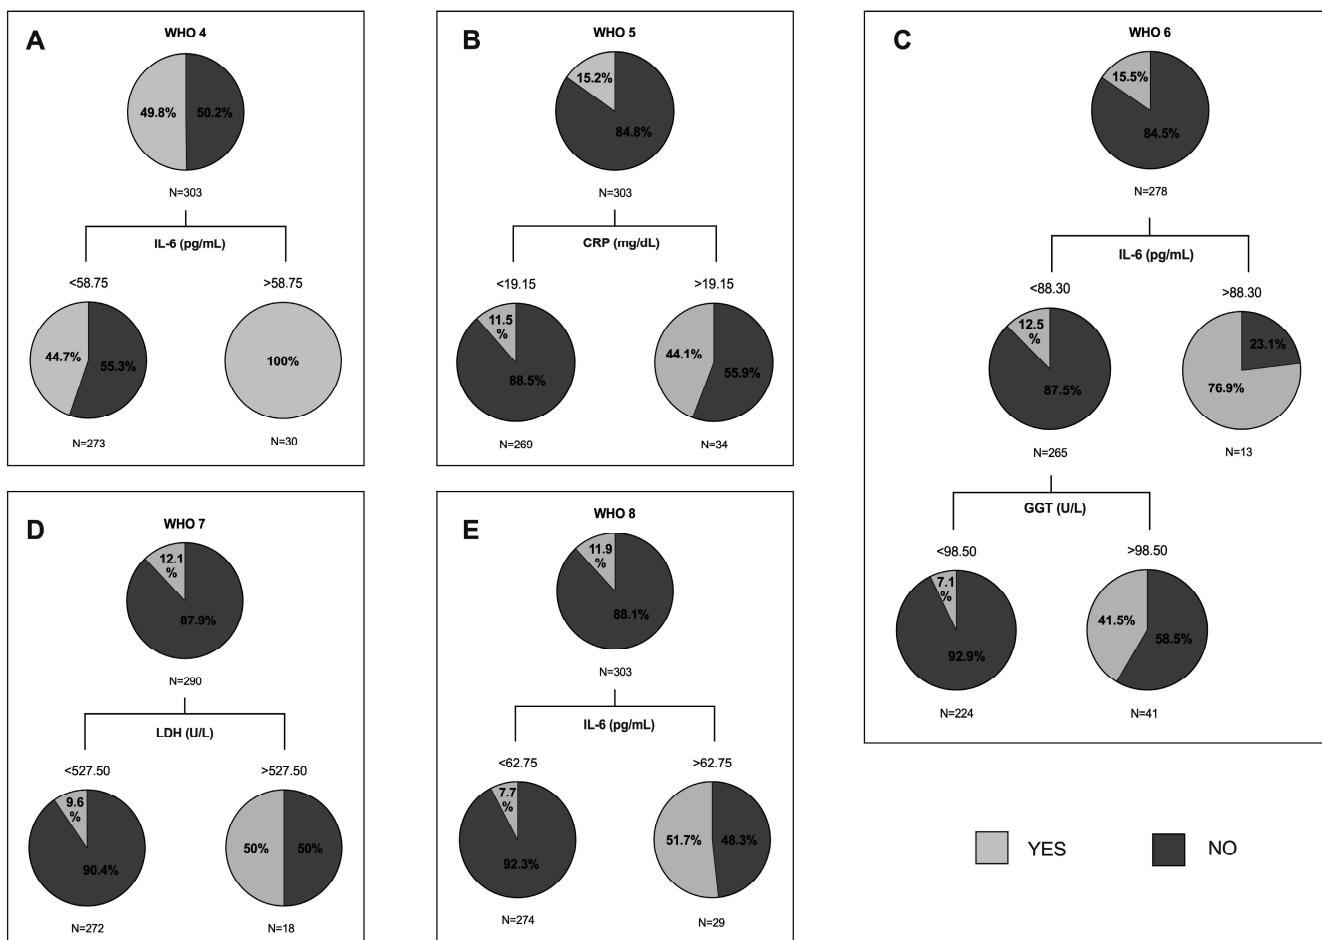 A
WHO 4
49.8%
50.2%
N=303
IL-6 (pg/mL)
<58.75
>58.75
44.7%
55.3%
100%
N=273
N=30
B
WHO 5
15.2%
84.8%
N=303
CRP (mg/dL)
<19.15
>19.15
11.5
%
88.5%
44.1%
55.9%
N=269
N=34
C
WHO 6
15.5%
84.5%
N=278
IL-6 (pg/mL)
<88.30
>88.30
12.5
%
87.5%
23.1%
76.9%
N=265
N=13
GGT (U/L)
<98.50
>98.50
7.1
%
92.9%
41.5%
58.5%
N=224
N=41
D
WHO 7
12.1
%
87.9%
N=290
LDH (U/L)
<527.50
>527.50
9.6
%
90.4%
50%
50%
N=272
N=18
E
WHO 8
11.9
%
88.1%
N=303
IL-6 (pg/mL)
<62.75
>62.75
7.7
%
92.3%
51.7%
48.3%
N=274
N=29
YES
NO